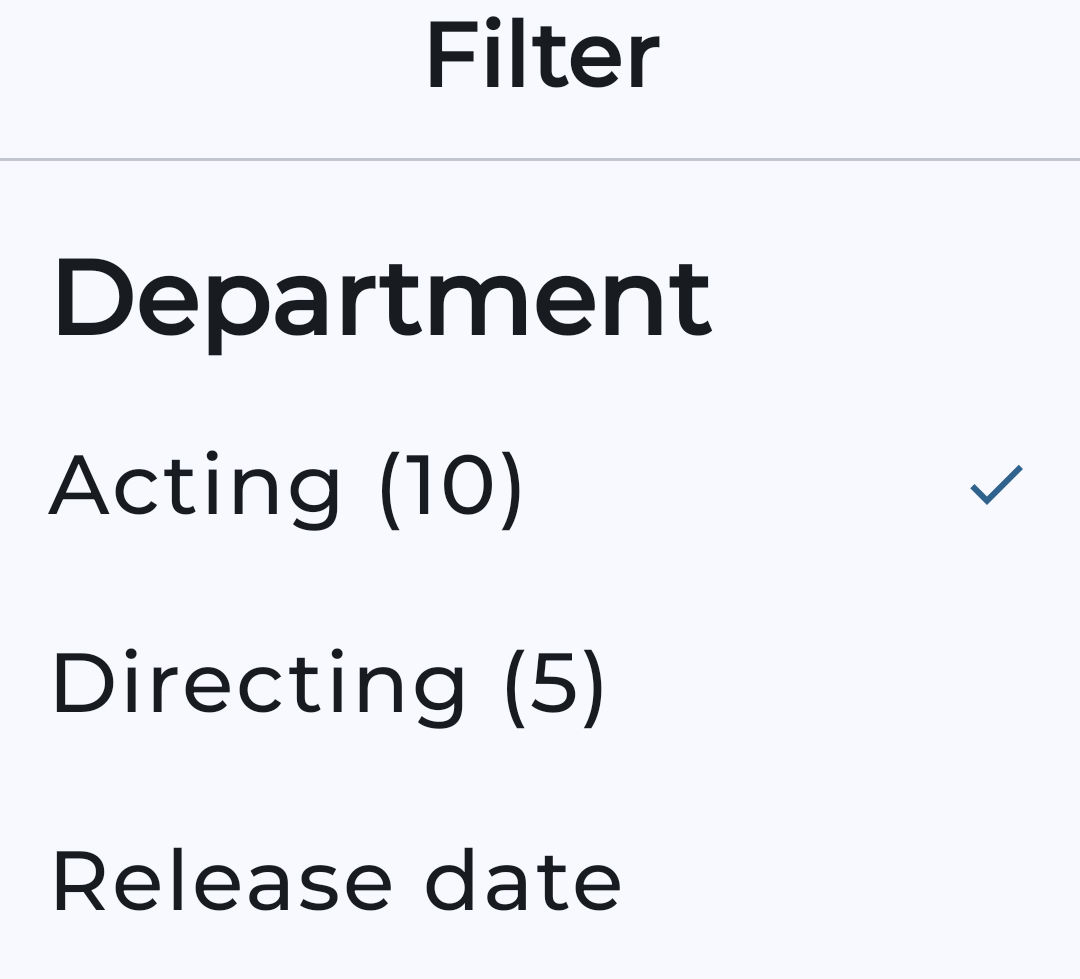 Filter
Department
Acting (10)
Directing (5)
Release date